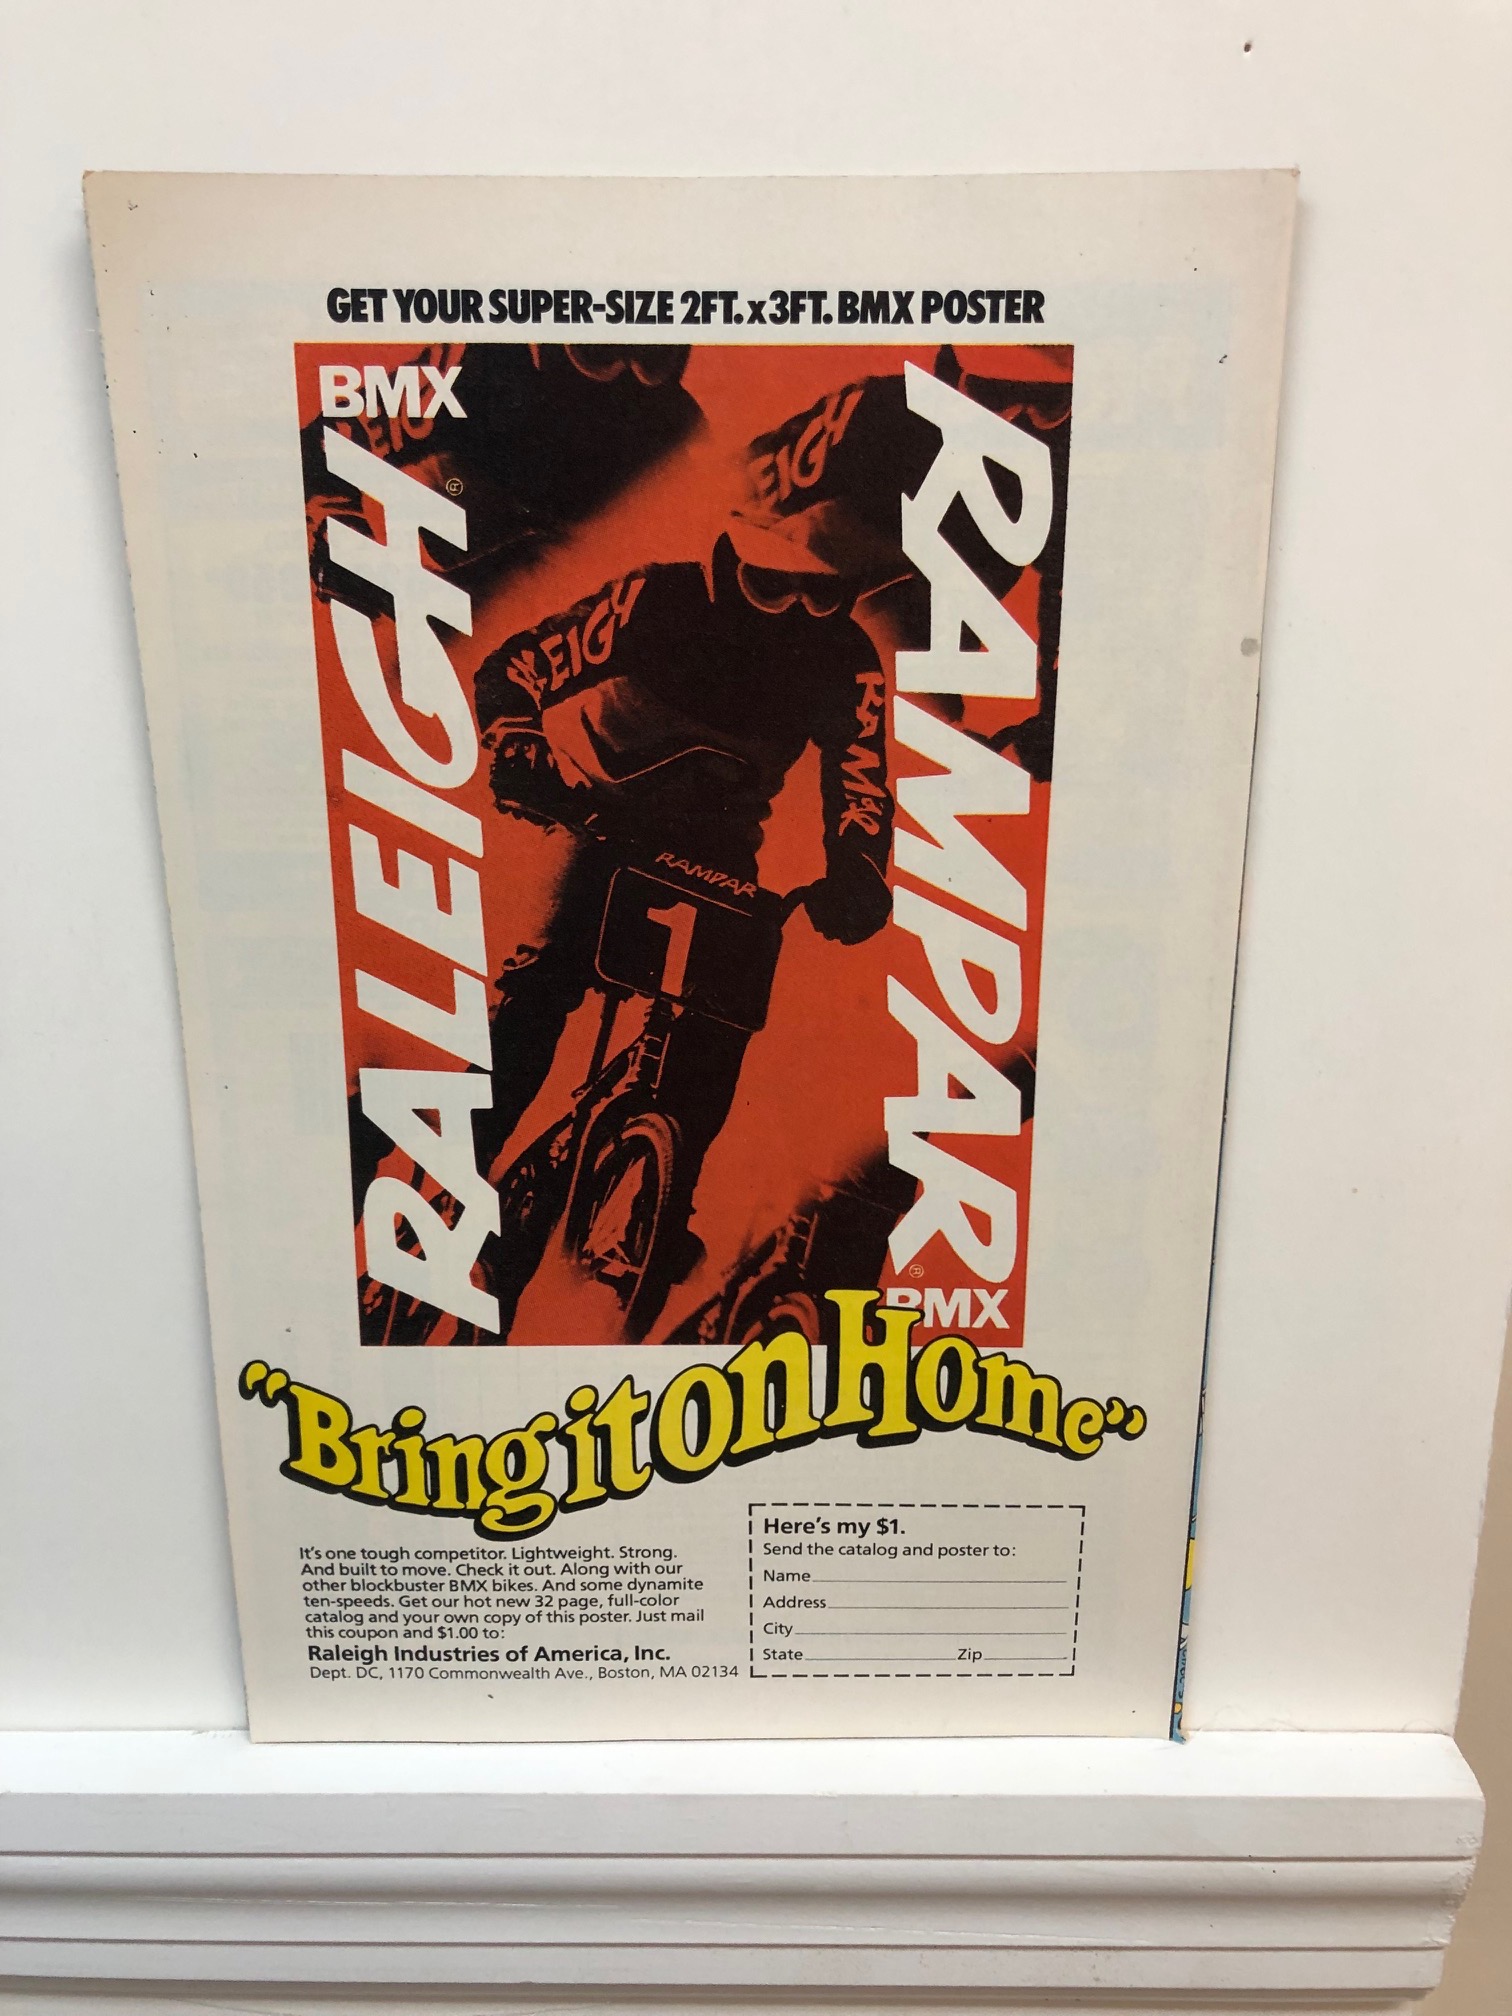 GET YOUR SUPER-SIZE 2FT. x 3FT. BMX POSTER
BMX
RALEIGH®
RAMPAR®
BMX
EIGH
EIGH
LEIGH
RAMPAR
RAMPAR
1
"Bring it on Home"
It's one tough competitor. Lightweight. Strong.
And built to move. Check it out. Along with our
other blockbuster BMX bikes. And some dynamite
ten-speeds. Get our hot new 32 page, full-color
catalog and your own copy of this poster. Just mail
this coupon and $1.00 to:
Raleigh Industries of America, Inc.
Dept. DC, 1170 Commonwealth Ave., Boston, MA 02134
Here's my $1.
Send the catalog and poster to:
Name
Address
City
State Zip